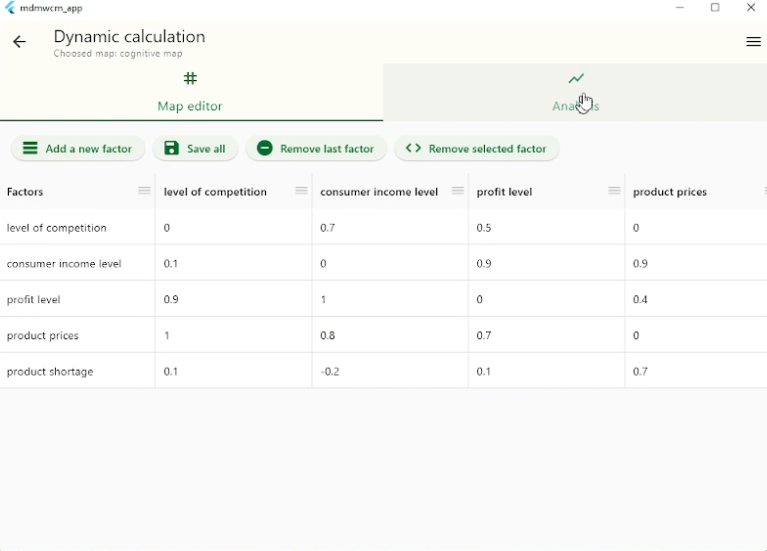 mdmwcm_app
Dynamic calculation
Choosed map: cognitive map
Map editor
Add a new factor Save all Remove last factor Remove selected factor
Factors level of competition consumer income level profit level product prices
level of competition 0 0.7 0.5 0
consumer income level 0.1 0 0.9 0.9
profit level 0.9 1 0 0.4
product prices 1 0.8 0.7 0
product shortage 0.1 -0.2 0.1 0.7